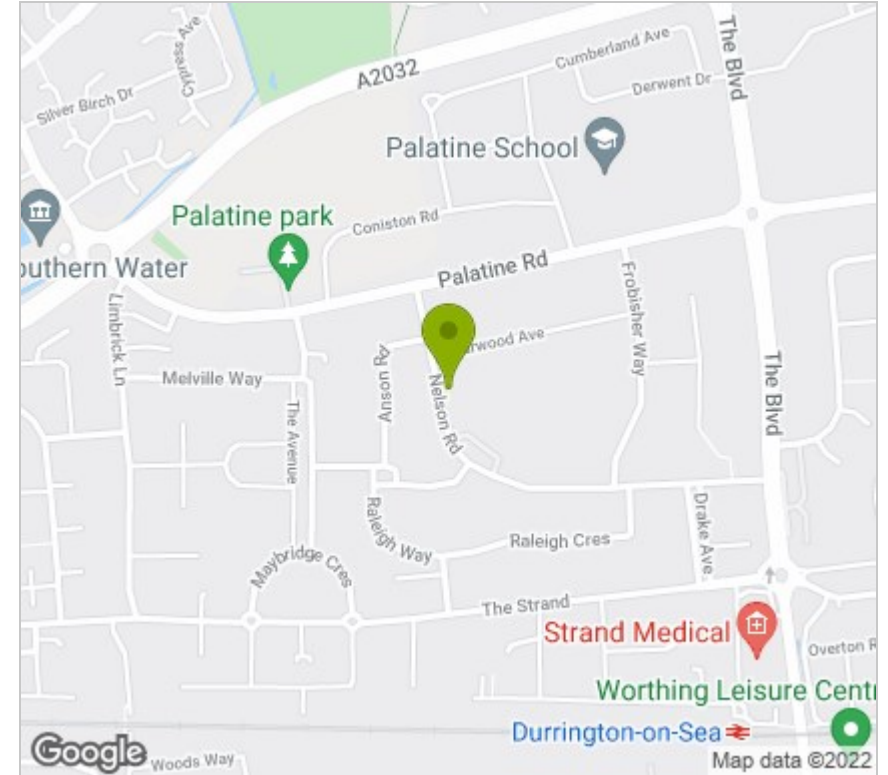 Cypress Ave
Silver Birch Dr
A2032
Cumberland Ave
Derwent Dr
The Blvd
Palatine School
Palatine park
Coniston Rd
outhern Water
Palatine Rd
Limbrick Ln
Frobisher Way
rwood Ave
Melville Way
Anson Rd
Nelson Rd
The Avenue
The Blvd
Raleigh Way
Drake Ave
Raleigh Cres
Maybridge Cres
The Strand
Strand Medical
Overton R
Worthing Leisure Cent
Durrington-on-Sea
Google
Woods Way
Map data ©2022